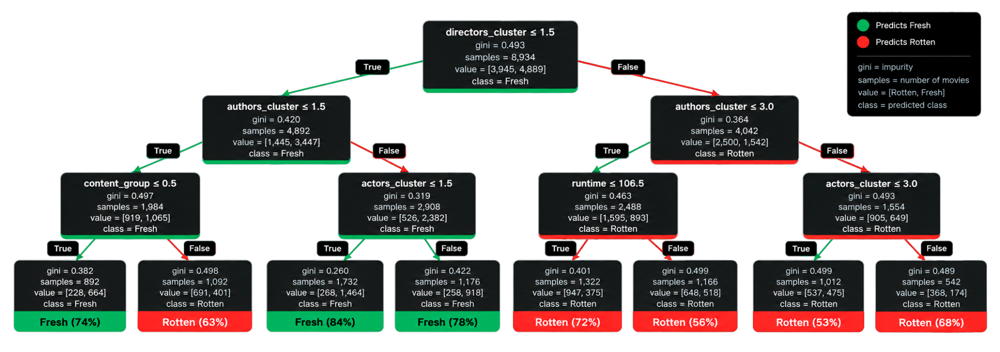 directors_cluster ≤ 1.5
gini = 0.493
samples = 8,934
value = [3,945, 4,889]
class = Fresh
Predicts Fresh
Predicts Rotten
gini = impurity
samples = number of movies
value = [Rotten, Fresh]
class = predicted class
True
False
authors_cluster ≤ 1.5
gini = 0.420
samples = 4,892
value = [1,445, 3,447]
class = Fresh
authors_cluster ≤ 3.0
gini = 0.364
samples = 4,042
value = [2,500, 1,542]
class = Rotten
True
False
True
False
content_group ≤ 0.5
gini = 0.497
samples = 1,984
value = [919, 1,065]
class = Fresh
actors_cluster ≤ 1.5
gini = 0.319
samples = 2,908
value = [526, 2,382]
class = Fresh
runtime ≤ 106.5
gini = 0.463
samples = 2,488
value = [1,595, 893]
class = Rotten
actors_cluster ≤ 3.0
gini = 0.493
samples = 1,554
value = [905, 649]
class = Rotten
True
False
True
False
True
False
True
False
gini = 0.382
samples = 892
value = [228, 664]
class = Fresh
Fresh (74%)
gini = 0.498
samples = 1,092
value = [691, 401]
class = Rotten
Rotten (63%)
gini = 0.260
samples = 1,732
value = [268, 1,464]
class = Fresh
Fresh (84%)
gini = 0.422
samples = 1,176
value = [258, 918]
class = Fresh
Fresh (78%)
gini = 0.401
samples = 1,322
value = [947, 375]
class = Rotten
Rotten (72%)
gini = 0.499
samples = 1,166
value = [648, 518]
class = Rotten
Rotten (56%)
gini = 0.499
samples = 1,012
value = [537, 475]
class = Rotten
Rotten (53%)
gini = 0.489
samples = 542
value = [368, 174]
class = Rotten
Rotten (68%)